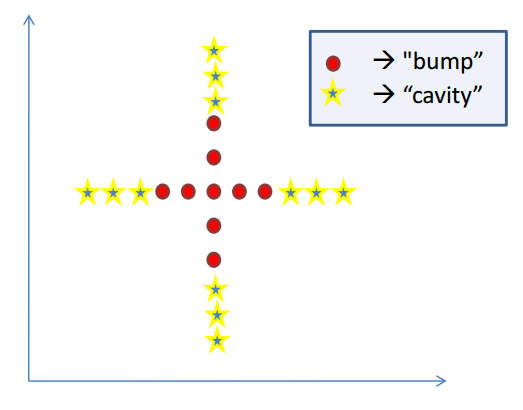 → "bump”
→ “cavity”